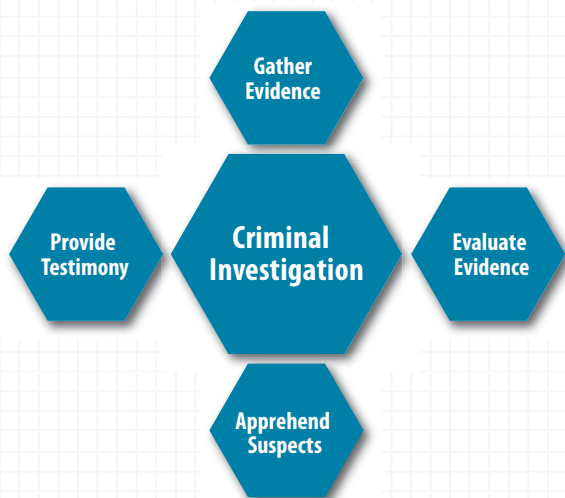 Gather
Evidence
Provide
Testimony
Criminal
Investigation
Evaluate
Evidence
Apprehend
Suspects